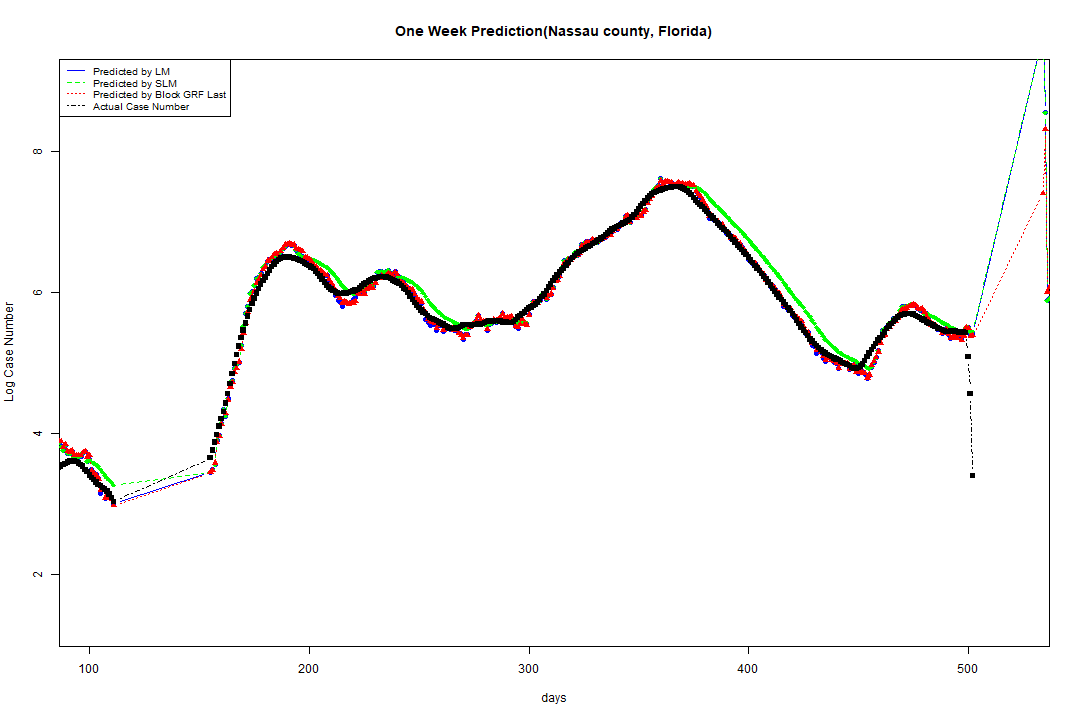 One Week Prediction(Nassau county, Florida)
Predicted by LM
Predicted by SLM
Predicted by Block GRF Last
Actual Case Number
8
6
4
2
Log Case Number
100 200 300 400 500
days